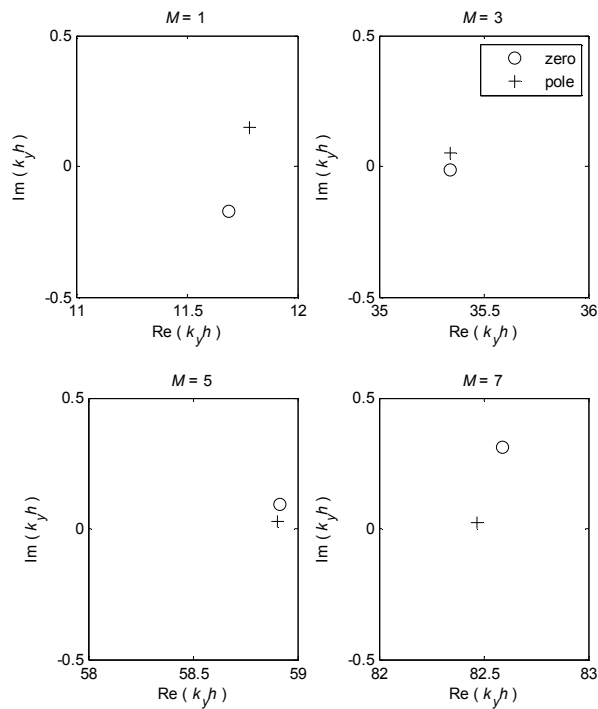 M = 1
0.5
0
-0.5
11
11.5
12
Im ( k_y h )
Re ( k_y h )
M = 3
zero
pole
0.5
0
-0.5
35
35.5
36
Im ( k_y h )
Re ( k_y h )
M = 5
0.5
0
-0.5
58
58.5
59
Im ( k_y h )
Re ( k_y h )
M = 7
0.5
0
-0.5
82
82.5
83
Im ( k_y h )
Re ( k_y h )